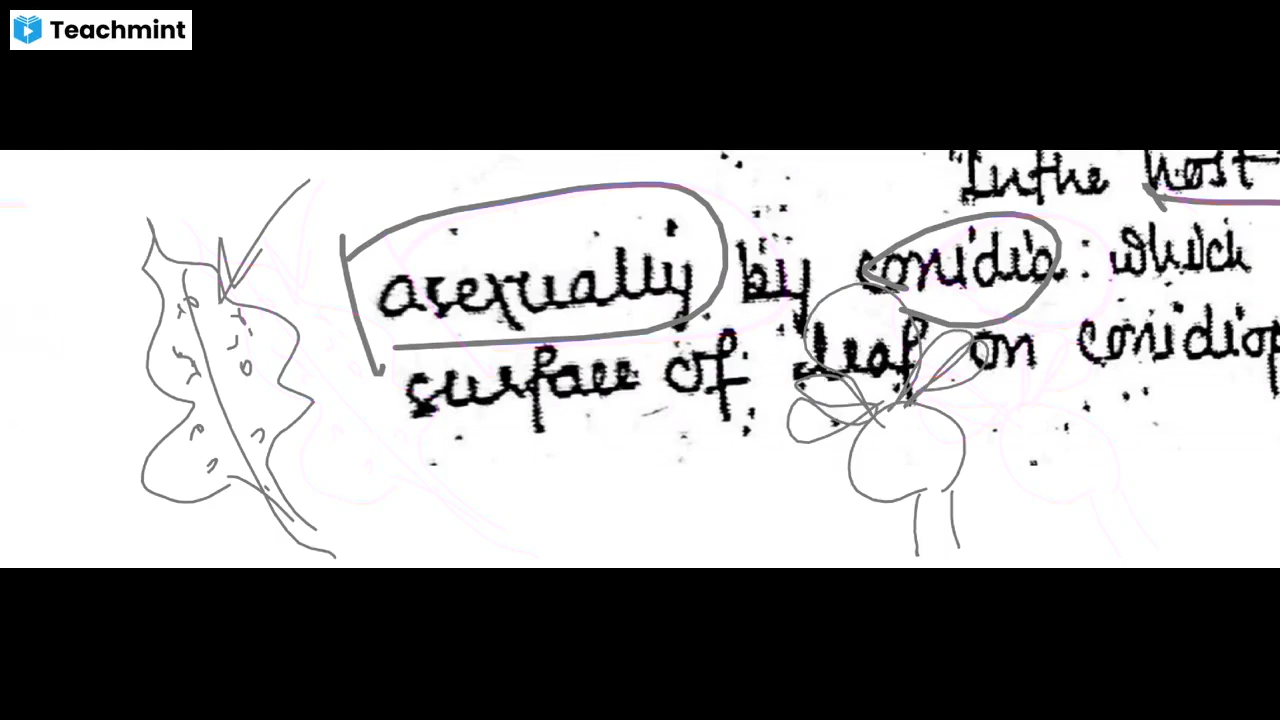 Teachmint
"In the host
asexually by conidia: which
surface of leaf on conidiop